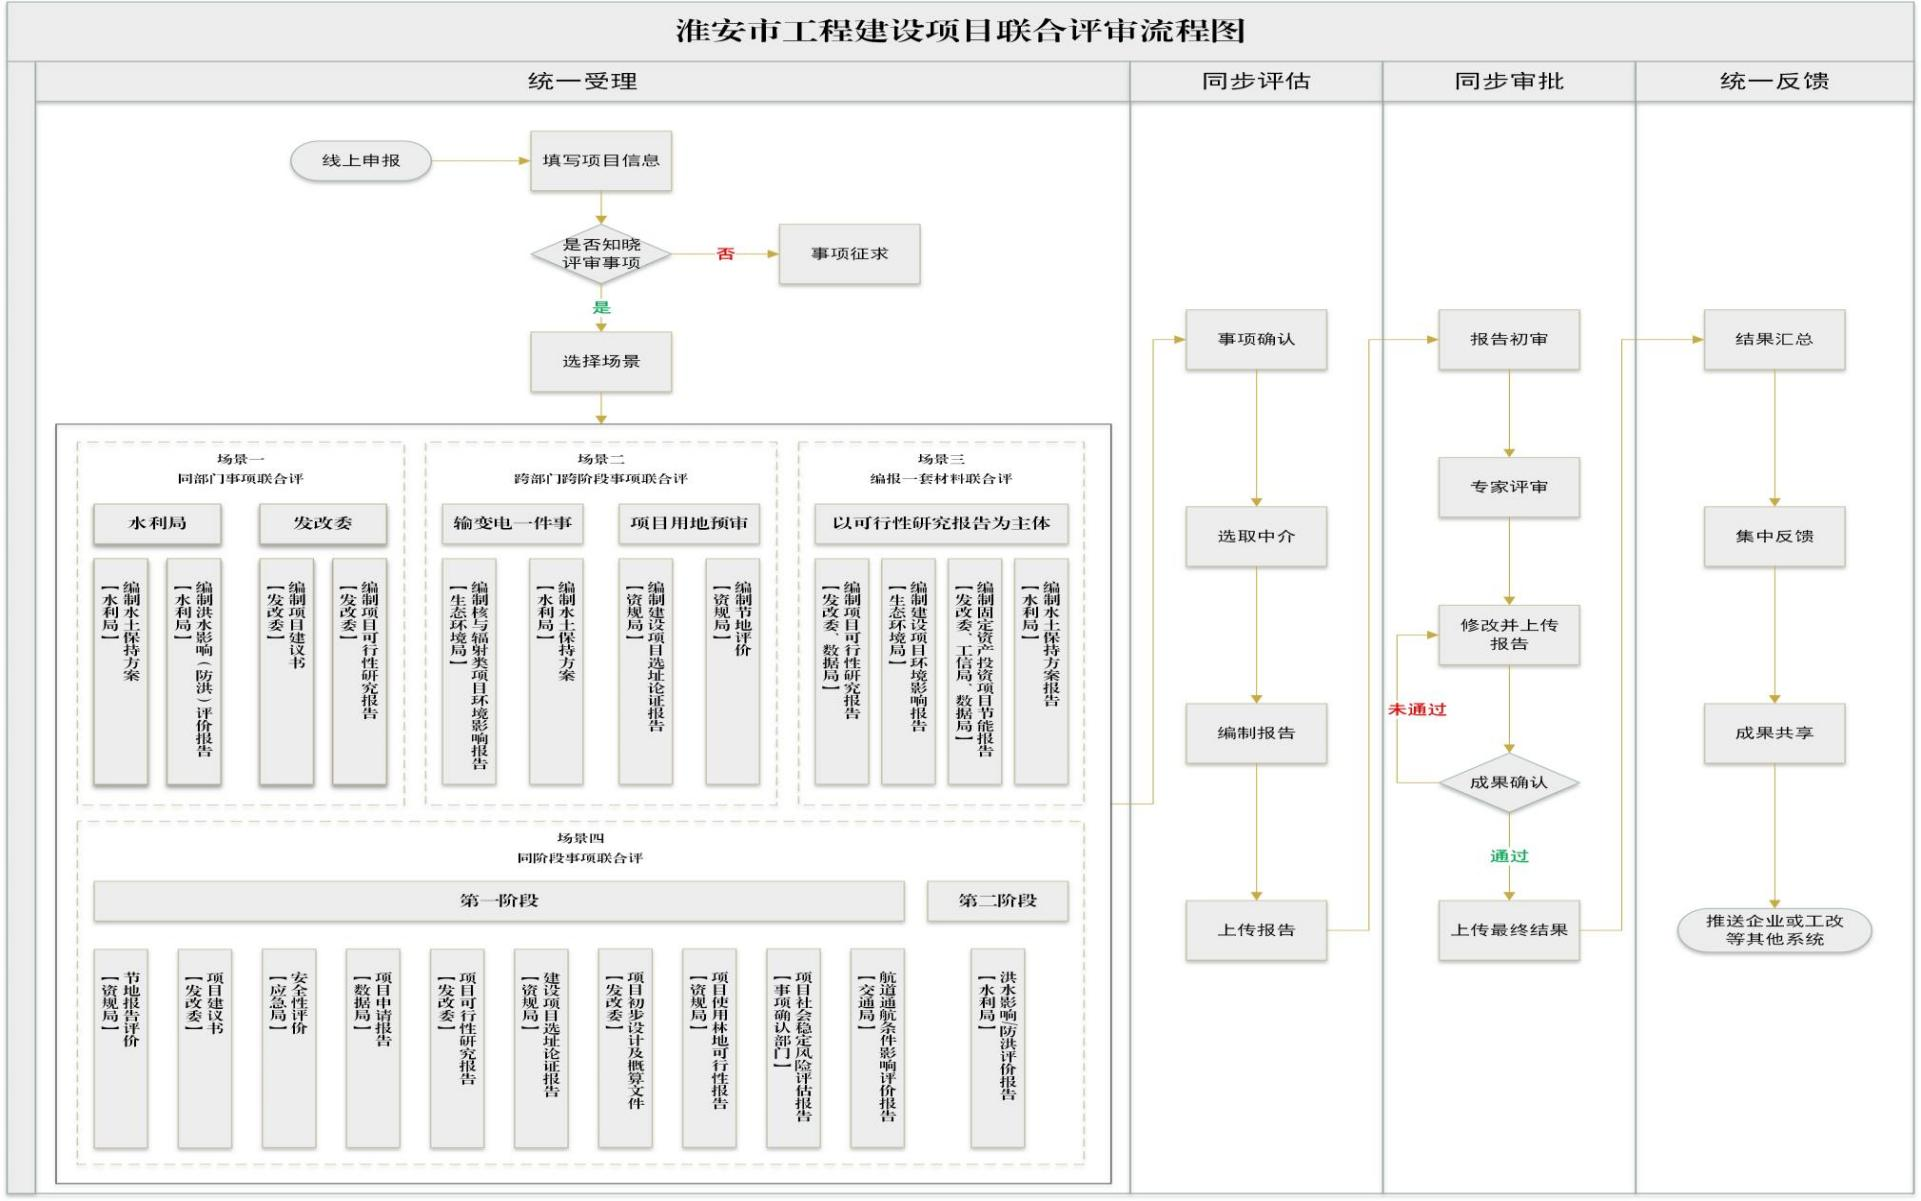 淮安市工程建设项目联合评审流程图
统一受理
同步评估
同步审批
统一反馈
线上申报
填写项目信息
是否知晓
评审事项
否
事项征求
是
选择场景
场景一
同部门事项联合评
水利局
发改委
编制水土保持方案
【水利局】
编制洪水影响（防洪）评价报告
【水利局】
编制项目建议书
【发改委】
编制项目可行性研究报告
【发改委】
场景二
跨部门跨阶段事项联合评
输变电一件事
项目用地预审
编制核与辐射类项目环境影响报告
【生态环境局】
编制水土保持方案
【水利局】
编制建设项目选址论证报告
【资规局】
编制节地评价
【资规局】
场景三
编报一套材料联合评
以可行性研究报告为主体
编制项目可行性研究报告
【发改委、数据局】
编制建设项目环境影响报告
【生态环境局】
编制固定资产投资项目节能报告
【发改委、工信局、数据局】
编制水土保持方案报告
【水利局】
场景四
同阶段事项联合评
第一阶段
第二阶段
节地报告评价
【资规局】
项目建议书
【发改委】
安全性评价
【应急局】
项目申请报告
【数据局】
项目可行性研究报告
【发改委】
建设项目选址论证报告
【资规局】
项目初步设计及概算文件
【发改委】
项目使用林地可行性报告
【资规局】
项目社会稳定风险评估报告
【事项确认部门】
航道通航条件影响评价报告
【交通局】
洪水影响/防洪评价报告
【水利局】
事项确认
选取中介
编制报告
上传报告
报告初审
专家评审
修改并上传
报告
未通过
成果确认
通过
上传最终结果
结果汇总
集中反馈
成果共享
推送企业或工改
等其他系统